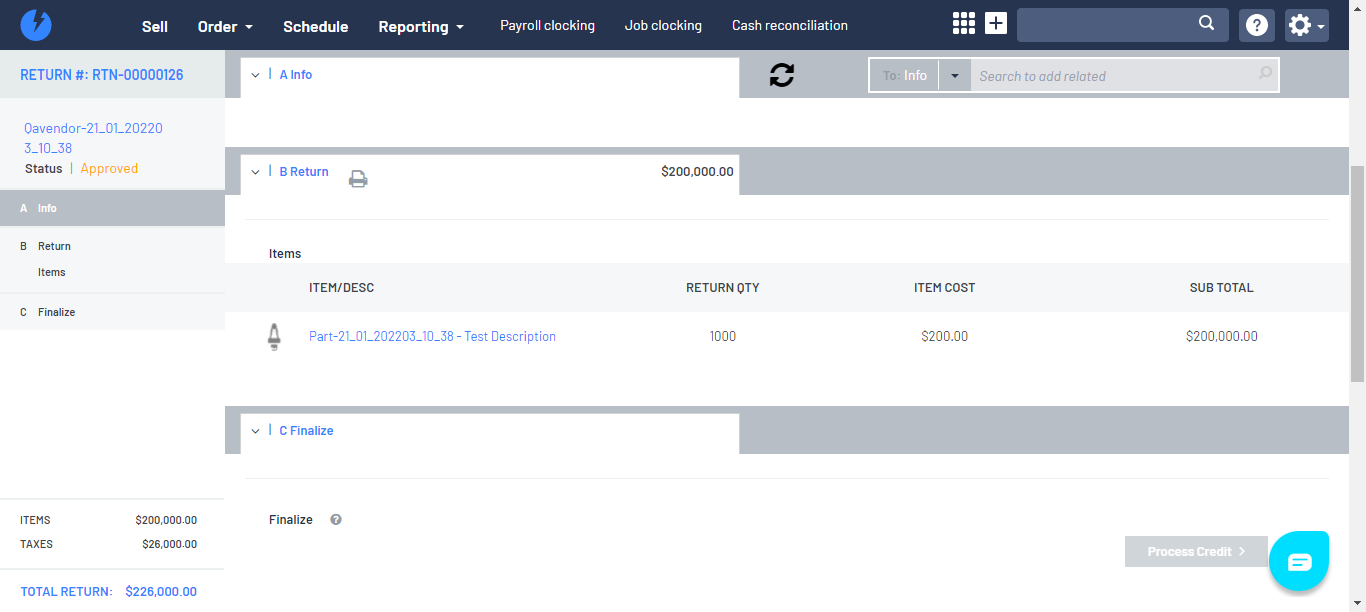 Sell Order Schedule Reporting Payroll clocking Job clocking Cash reconciliation
RETURN #: RTN-00000126
Qavendor-21_01_20220
3_10_38
Status | Approved
A Info
B Return
Items
C Finalize
ITEMS $200,000.00
TAXES $26,000.00
TOTAL RETURN: $226,000.00
A Info
To: Info Search to add related
B Return $200,000.00
Items
ITEM/DESC RETURN QTY ITEM COST SUB TOTAL
Part-21_01_202203_10_38 - Test Description 1000 $200.00 $200,000.00
C Finalize
Finalize ?
Process Credit